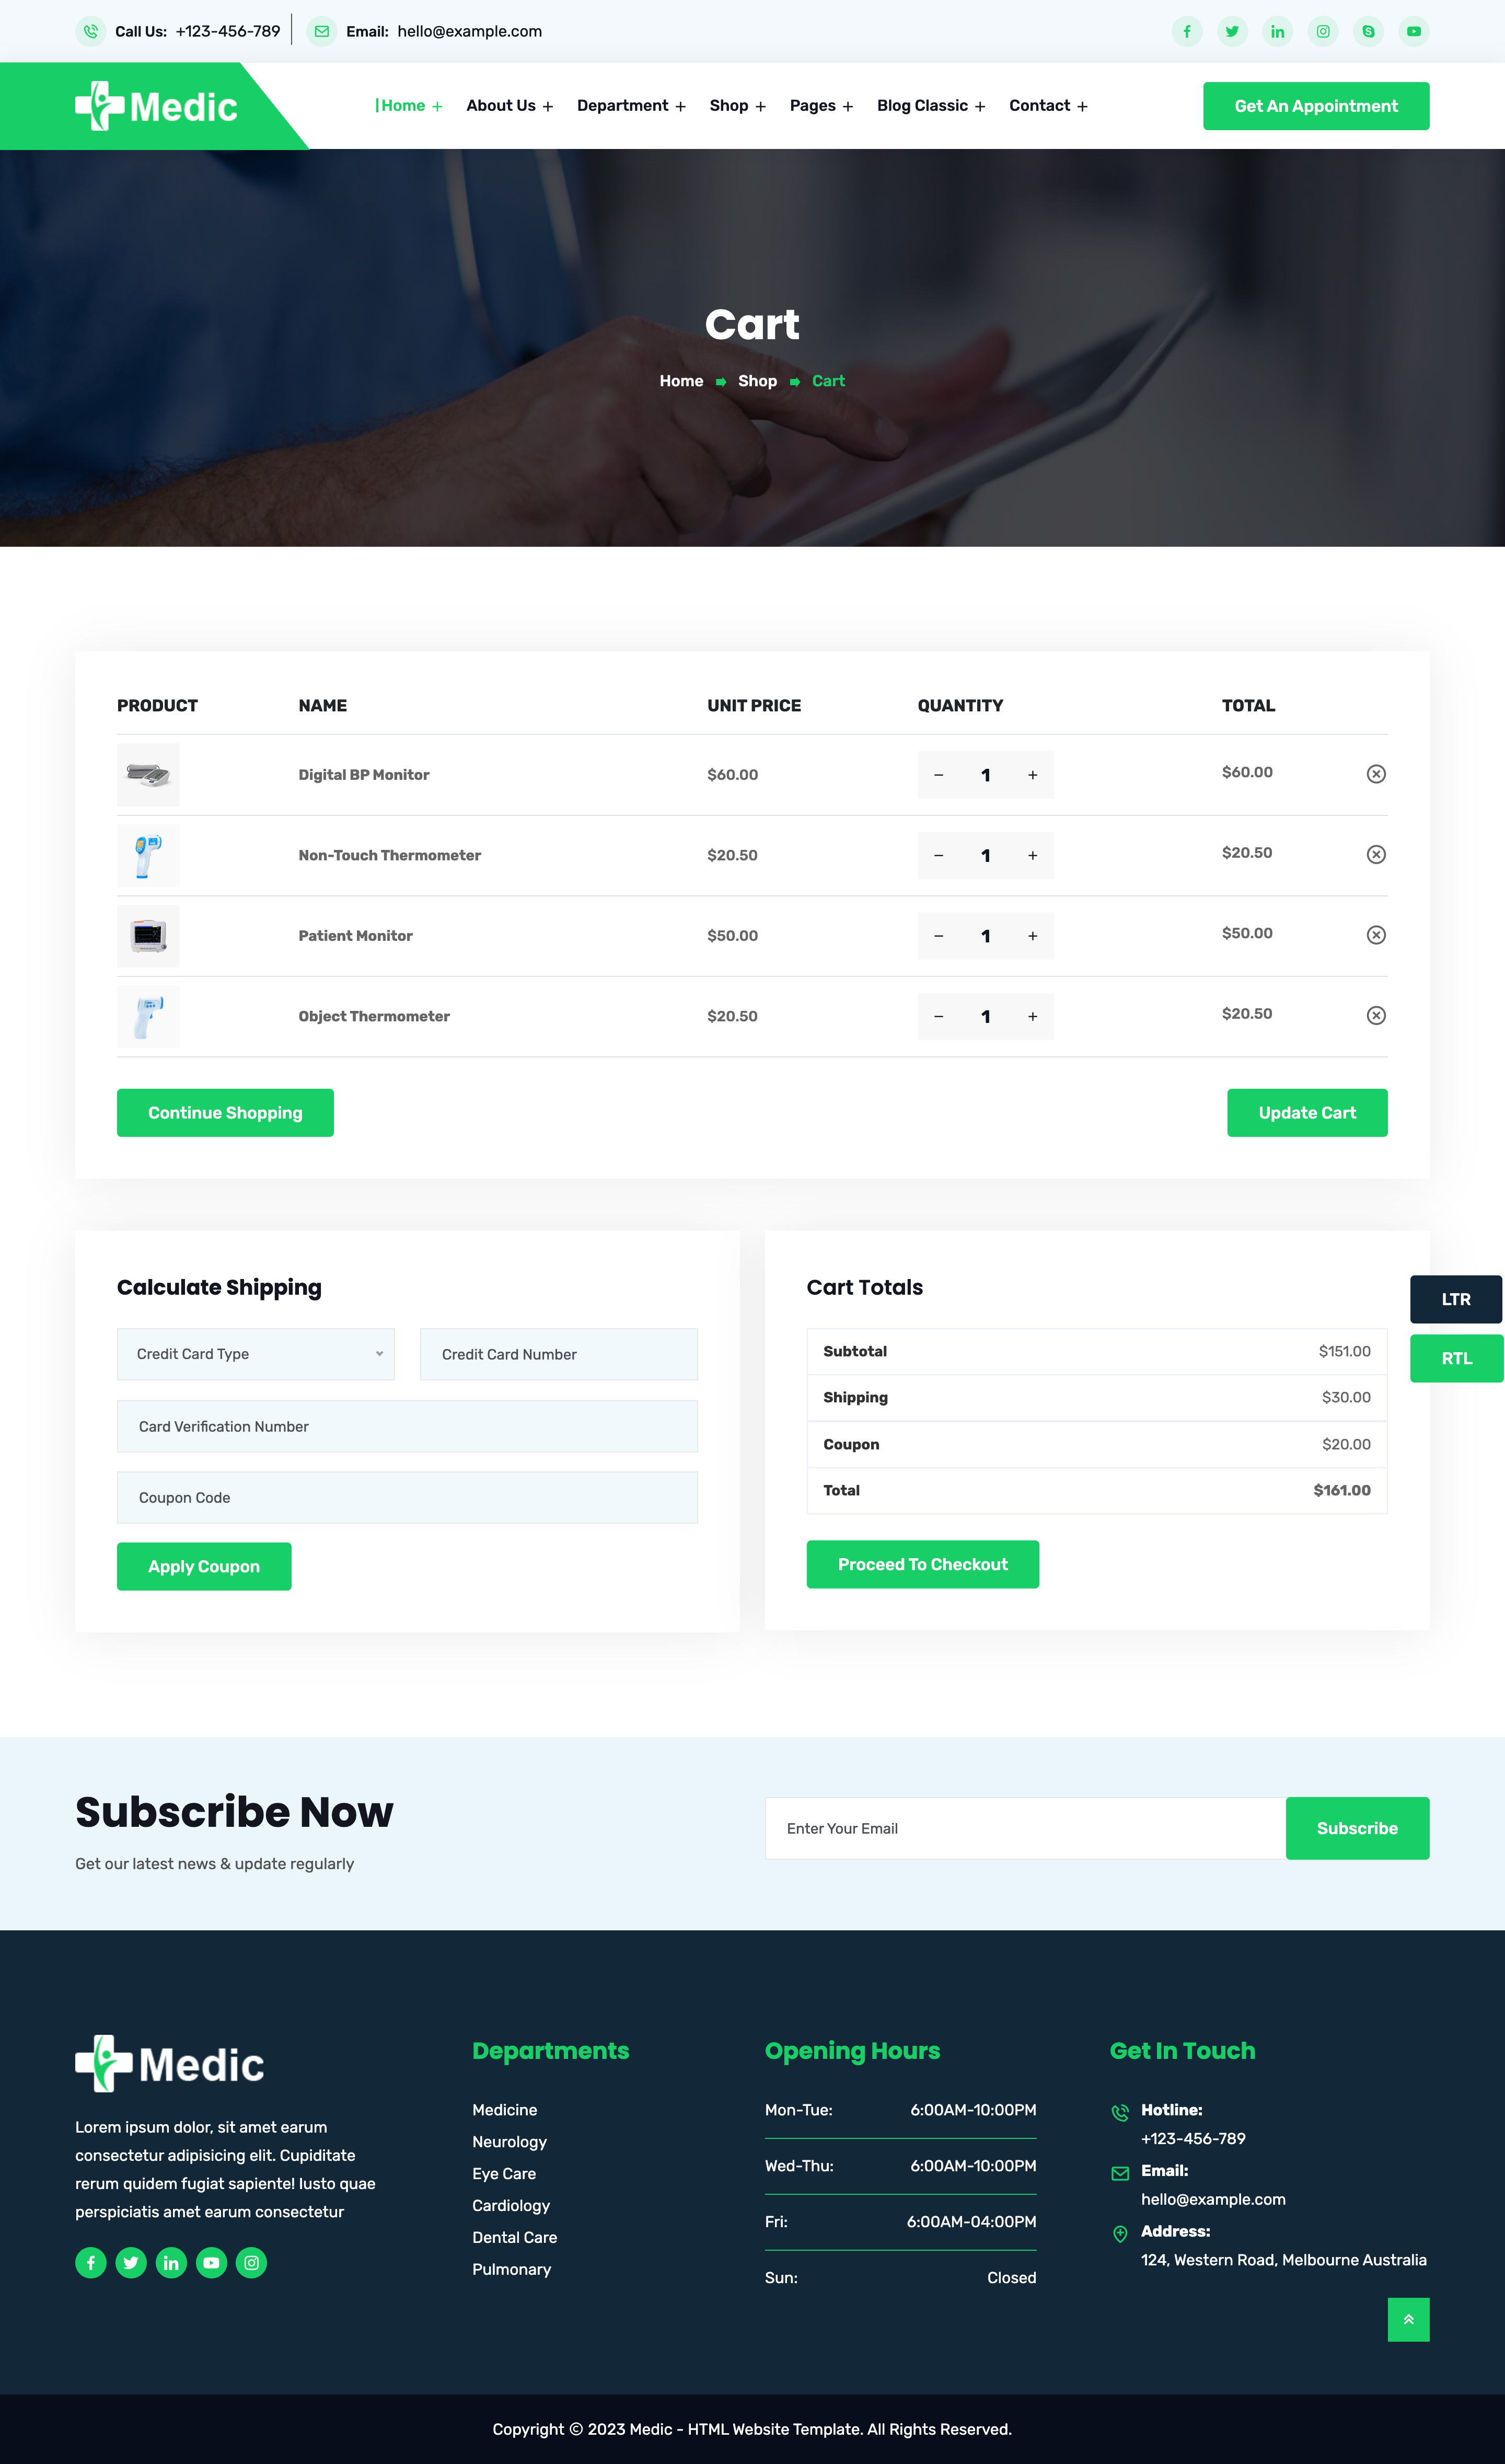 Call Us: +123-456-789 Email: hello@example.com
Medic
Home + About Us + Department + Shop + Pages + Blog Classic + Contact +
Get An Appointment
Cart
Home Shop Cart
PRODUCT NAME UNIT PRICE QUANTITY TOTAL
Digital BP Monitor $60.00 − 1 + $60.00
Non-Touch Thermometer $20.50 − 1 + $20.50
Patient Monitor $50.00 − 1 + $50.00
Object Thermometer $20.50 − 1 + $20.50
Continue Shopping Update Cart
Calculate Shipping
Credit Card Type Credit Card Number
Card Verification Number
Coupon Code
Apply Coupon
Cart Totals
Subtotal $151.00
Shipping $30.00
Coupon $20.00
Total $161.00
Proceed To Checkout
LTR
RTL
Subscribe Now
Get our latest news & update regularly
Enter Your Email Subscribe
Medic
Lorem ipsum dolor, sit amet earum
consectetur adipisicing elit. Cupiditate
rerum quidem fugiat sapiente! Iusto quae
perspiciatis amet earum consectetur
Departments
Medicine
Neurology
Eye Care
Cardiology
Dental Care
Pulmonary
Opening Hours
Mon-Tue: 6:00AM-10:00PM
Wed-Thu: 6:00AM-10:00PM
Fri: 6:00AM-04:00PM
Sun: Closed
Get In Touch
Hotline:
+123-456-789
Email:
hello@example.com
Address:
124, Western Road, Melbourne Australia
Copyright © 2023 Medic - HTML Website Template. All Rights Reserved.